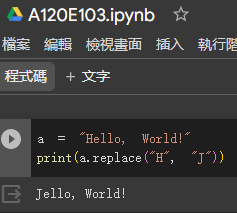 A120E103.ipynb
檔案 編輯 檢視畫面 插入 執行階
程式碼 + 文字
a = "Hello, World!"
print(a.replace("H", "J"))
Jello, World!